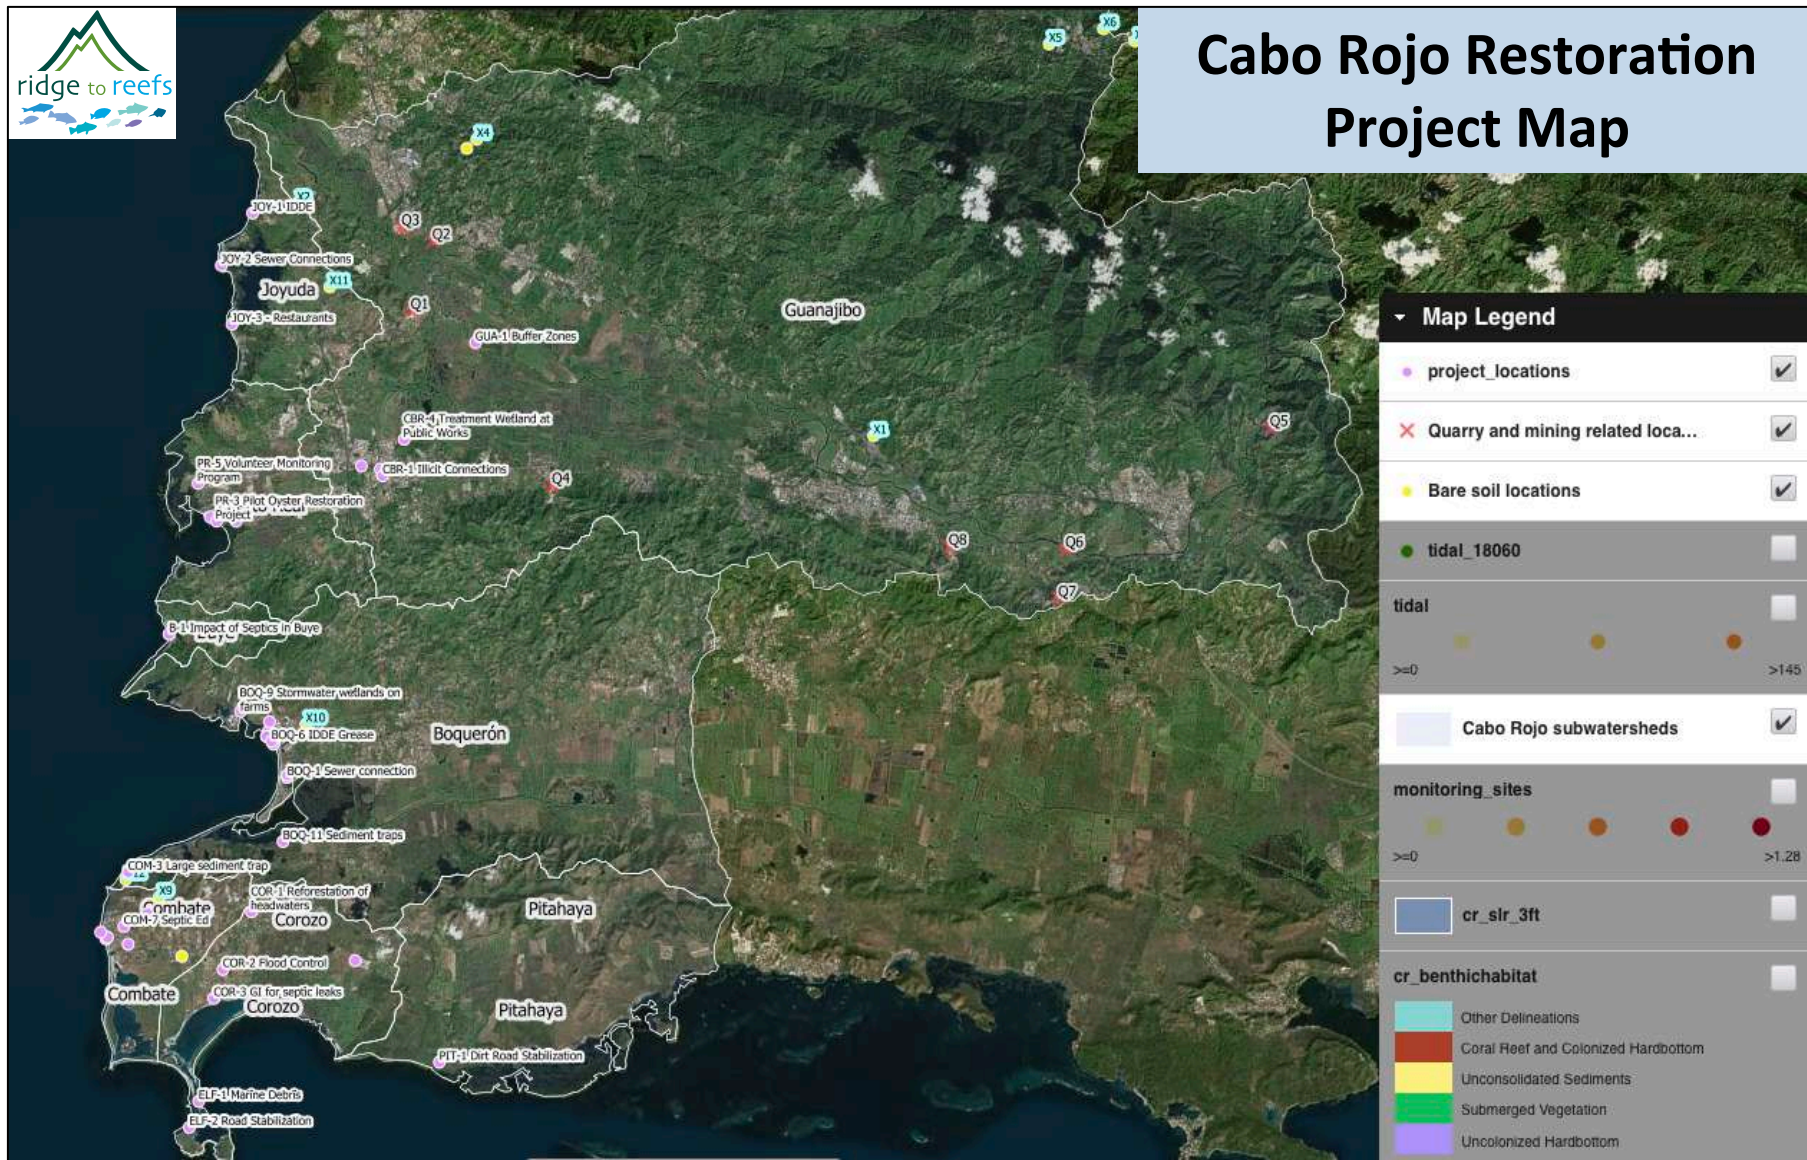 ridge to reefs
Cabo Rojo Restoration
Project Map
X6
X5
X4
X2
JOY-1 IDDE
Q3
Q2
JOY-2 Sewer Connections
X11
Joyuda
Q1
Guanajibo
JOY-3 - Restaurants
GUA-1 Buffer Zones
CBR-4 Treatment Wetland at
Public Works
X1
Q5
PR-5 Volunteer Monitoring
Program
CBR-1 Illicit Connections
Q4
PR-3 Pilot Oyster Restoration
Project
Q8
Q6
Q7
B-1 Impact of Septics in Buye
BOQ-9 Stormwater wetlands on
farms
X10
BOQ-6 IDDE Grease
Boquerón
BOQ-1 Sewer connection
BOQ-11 Sediment traps
COM-3 Large sediment trap
X9
COR-1 Reforestation of
headwaters
Combate
COM-7 Septic Ed
Corozo
Pitahaya
COR-2 Flood Control
Combate
COR-3 GI for septic leaks
Corozo
Pitahaya
PIT-1 Dirt Road Stabilization
ELF-1 Marine Debris
ELF-2 Road Stabilization
Map Legend
project_locations
Quarry and mining related loca...
Bare soil locations
tidal_18060
tidal
>=0
>145
Cabo Rojo subwatersheds
monitoring_sites
>=0
>1.28
cr_slr_3ft
cr_benthichabitat
Other Delineations
Coral Reef and Colonized Hardbottom
Unconsolidated Sediments
Submerged Vegetation
Uncolonized Hardbottom